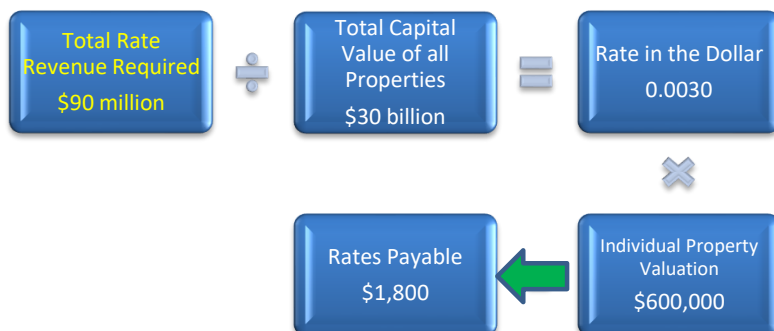 Total Rate
Revenue Required
$90 million
÷
Total Capital
Value of all
Properties
$30 billion
=
Rate in the Dollar
0.0030
×
Individual Property
Valuation
$600,000
Rates Payable
$1,800